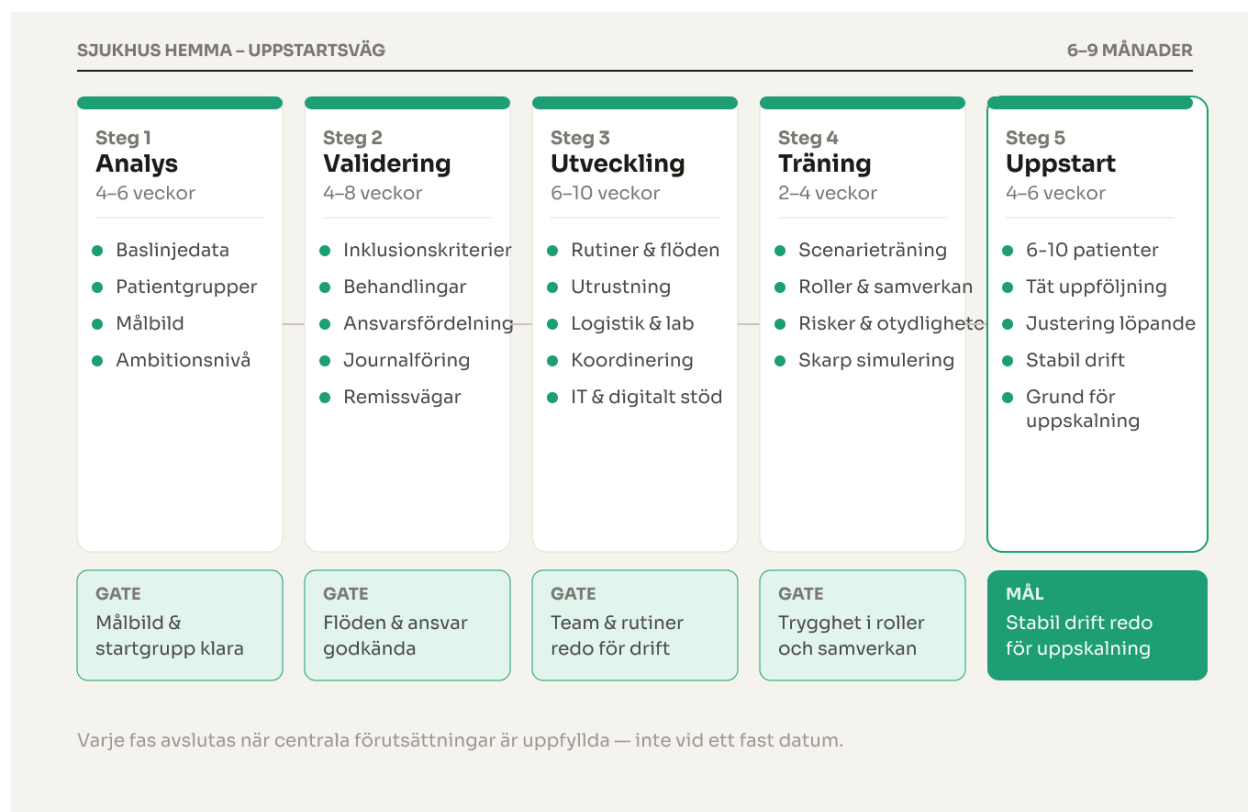 SJUKHUS HEMMA – UPPSTARTSVÄG
6–9 MÅNADER
Steg 1
Analys
4–6 veckor
Baslinjedata
Patientgrupper
Målbild
Ambitionsnivå
Steg 2
Validering
4–8 veckor
Inklusionskriterier
Behandlingar
Ansvarsfördelning
Journalföring
Remissvägar
Steg 3
Utveckling
6–10 veckor
Rutiner & flöden
Utrustning
Logistik & lab
Koordinering
IT & digitalt stöd
Steg 4
Träning
2–4 veckor
Scenarieträning
Roller & samverkan
Risker & otydlighete
Skarp simulering
Steg 5
Uppstart
4–6 veckor
6-10 patienter
Tät uppföljning
Justering löpande
Stabil drift
Grund för
uppskalning
GATE
Målbild &
startgrupp klara
GATE
Flöden & ansvar
godkända
GATE
Team & rutiner
redo för drift
GATE
Trygghet i roller
och samverkan
MÅL
Stabil drift redo
för uppskalning
Varje fas avslutas när centrala förutsättningar är uppfyllda — inte vid ett fast datum.